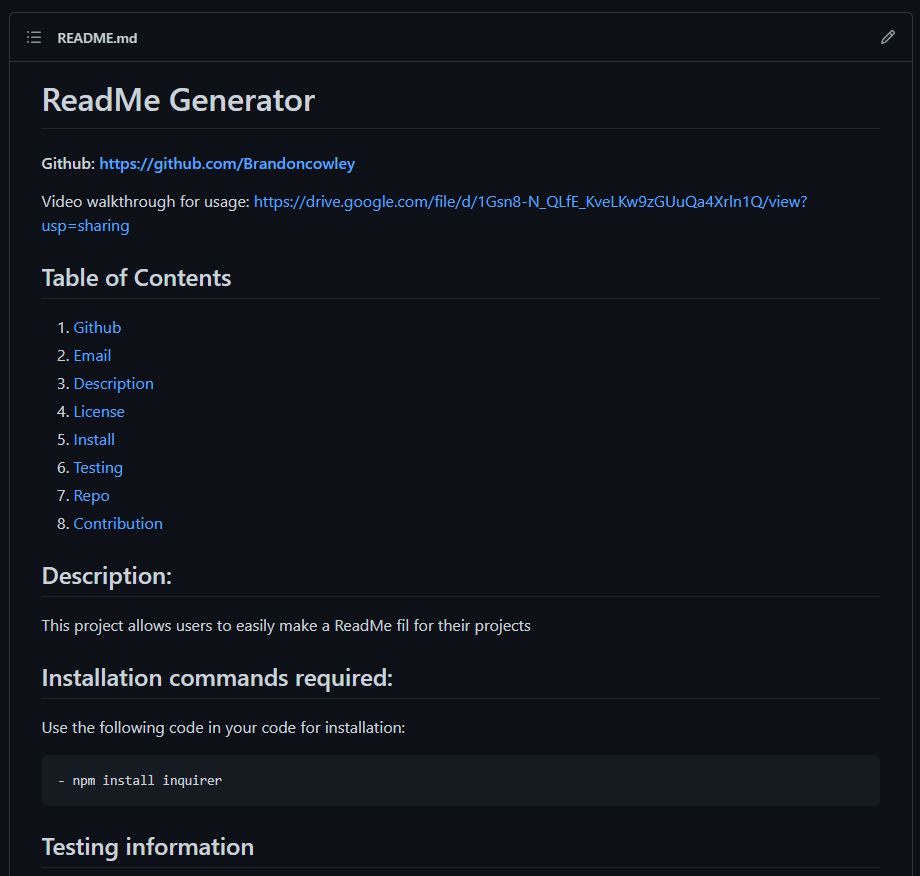 README.md
ReadMe Generator
Github: https://github.com/Brandoncowley
Video walkthrough for usage: https://drive.google.com/file/d/1Gsn8-N_QLfE_KveLKw9zGUuQa4Xrln1Q/view?
usp=sharing
Table of Contents
1. Github
2. Email
3. Description
4. License
5. Install
6. Testing
7. Repo
8. Contribution
Description:
This project allows users to easily make a ReadMe fil for their projects
Installation commands required:
Use the following code in your code for installation:
- npm install inquirer
Testing information